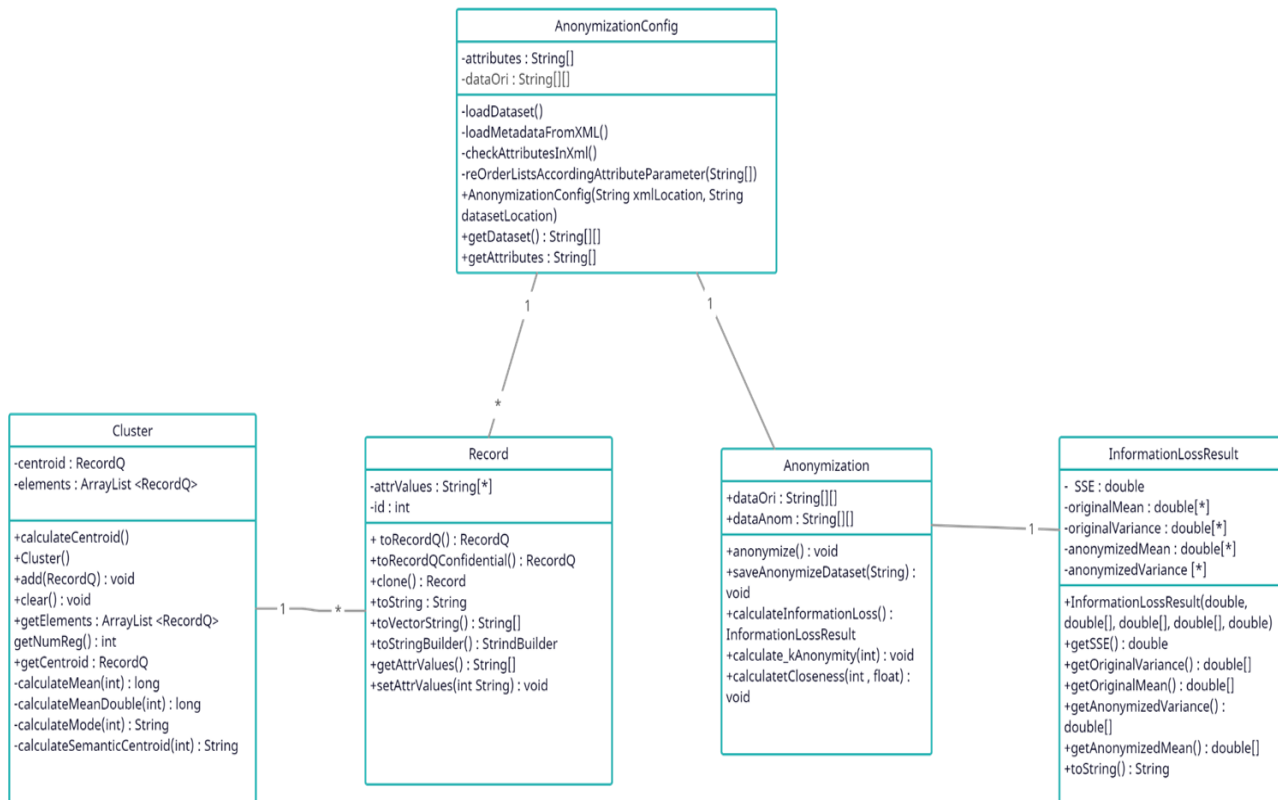 AnonymizationConfig
-attributes : String[]
-dataOri : String[][]
-loadDataset()
-loadMetadataFromXML()
-checkAttributesInXml()
-reOrderListsAccordingAttributeParameter(String[])
+AnonymizationConfig(String xmlLocation, String
datasetLocation)
+getDataset() : String[][]
+getAttributes : String[]
1
*
1
Cluster
-centroid : RecordQ
-elements : ArrayList <RecordQ>
+calculateCentroid()
+Cluster()
+add(RecordQ) : void
+clear() : void
+getElements : ArrayList <RecordQ>
getNumReg() : int
+getCentroid : RecordQ
-calculateMean(int) : long
-calculateMeanDouble(int) : long
-calculateMode(int) : String
-calculateSemanticCentroid(int) : String
1
*
Record
-attrValues : String[*]
-id : int
+ toRecordQ() : RecordQ
+toRecordQConfidential() : RecordQ
+clone() : Record
+toString : String
+toVectorString() : String[]
+toStringBuilder() : StrindBuilder
+getAttrValues() : String[]
+setAttrValues(int String) : void
Anonymization
+dataOri : String[][]
+dataAnom : String[][]
+anonymize() : void
+saveAnonymizeDataset(String) :
void
+calculateInformationLoss() :
InformationLossResult
+calculate_kAnonymity(int) : void
+calculatetCloseness(int , float) :
void
1
InformationLossResult
- SSE : double
-originalMean : double[*]
-originalVariance : double[*]
-anonymizedMean : double[*]
-anonymizedVariance [*]
+InformationLossResult(double,
double[], double[], double[], double)
+getSSE() : double
+getOriginalVariance() : double[]
+getOriginalMean() : double[]
+getAnonymizedVariance() :
double[]
+getAnonymizedMean() : double[]
+toString() : String